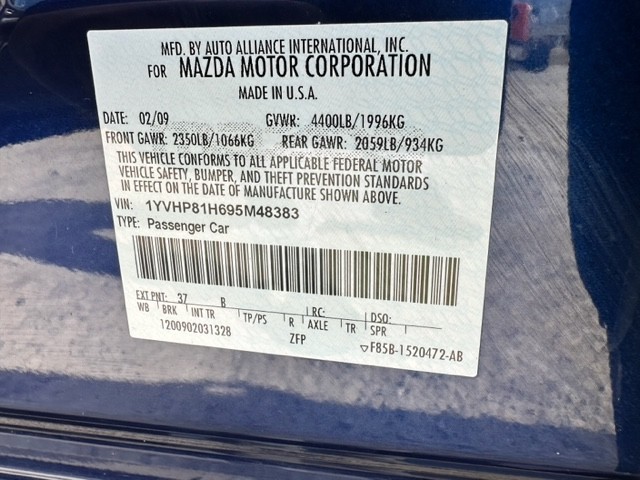 MFD. BY AUTO ALLIANCE INTERNATIONAL, INC.
FOR MAZDA MOTOR CORPORATION
MADE IN U.S.A.
DATE: 02/09 GVWR: 4400LB/1996KG
FRONT GAWR: 2350LB/1066KG REAR GAWR: 2059LB/934KG
THIS VEHICLE CONFORMS TO ALL APPLICABLE FEDERAL MOTOR
VEHICLE SAFETY, BUMPER, AND THEFT PREVENTION STANDARDS
IN EFFECT ON THE DATE OF MANUFACTURE SHOWN ABOVE.
VIN: 1YVHP81H695M48383
TYPE: Passenger Car
EXT PNT: 37 B RC: DSO:
WB BRK INT TR TP/PS R AXLE TR SPR
1200902031328 ZFP F85B-1520472-AB